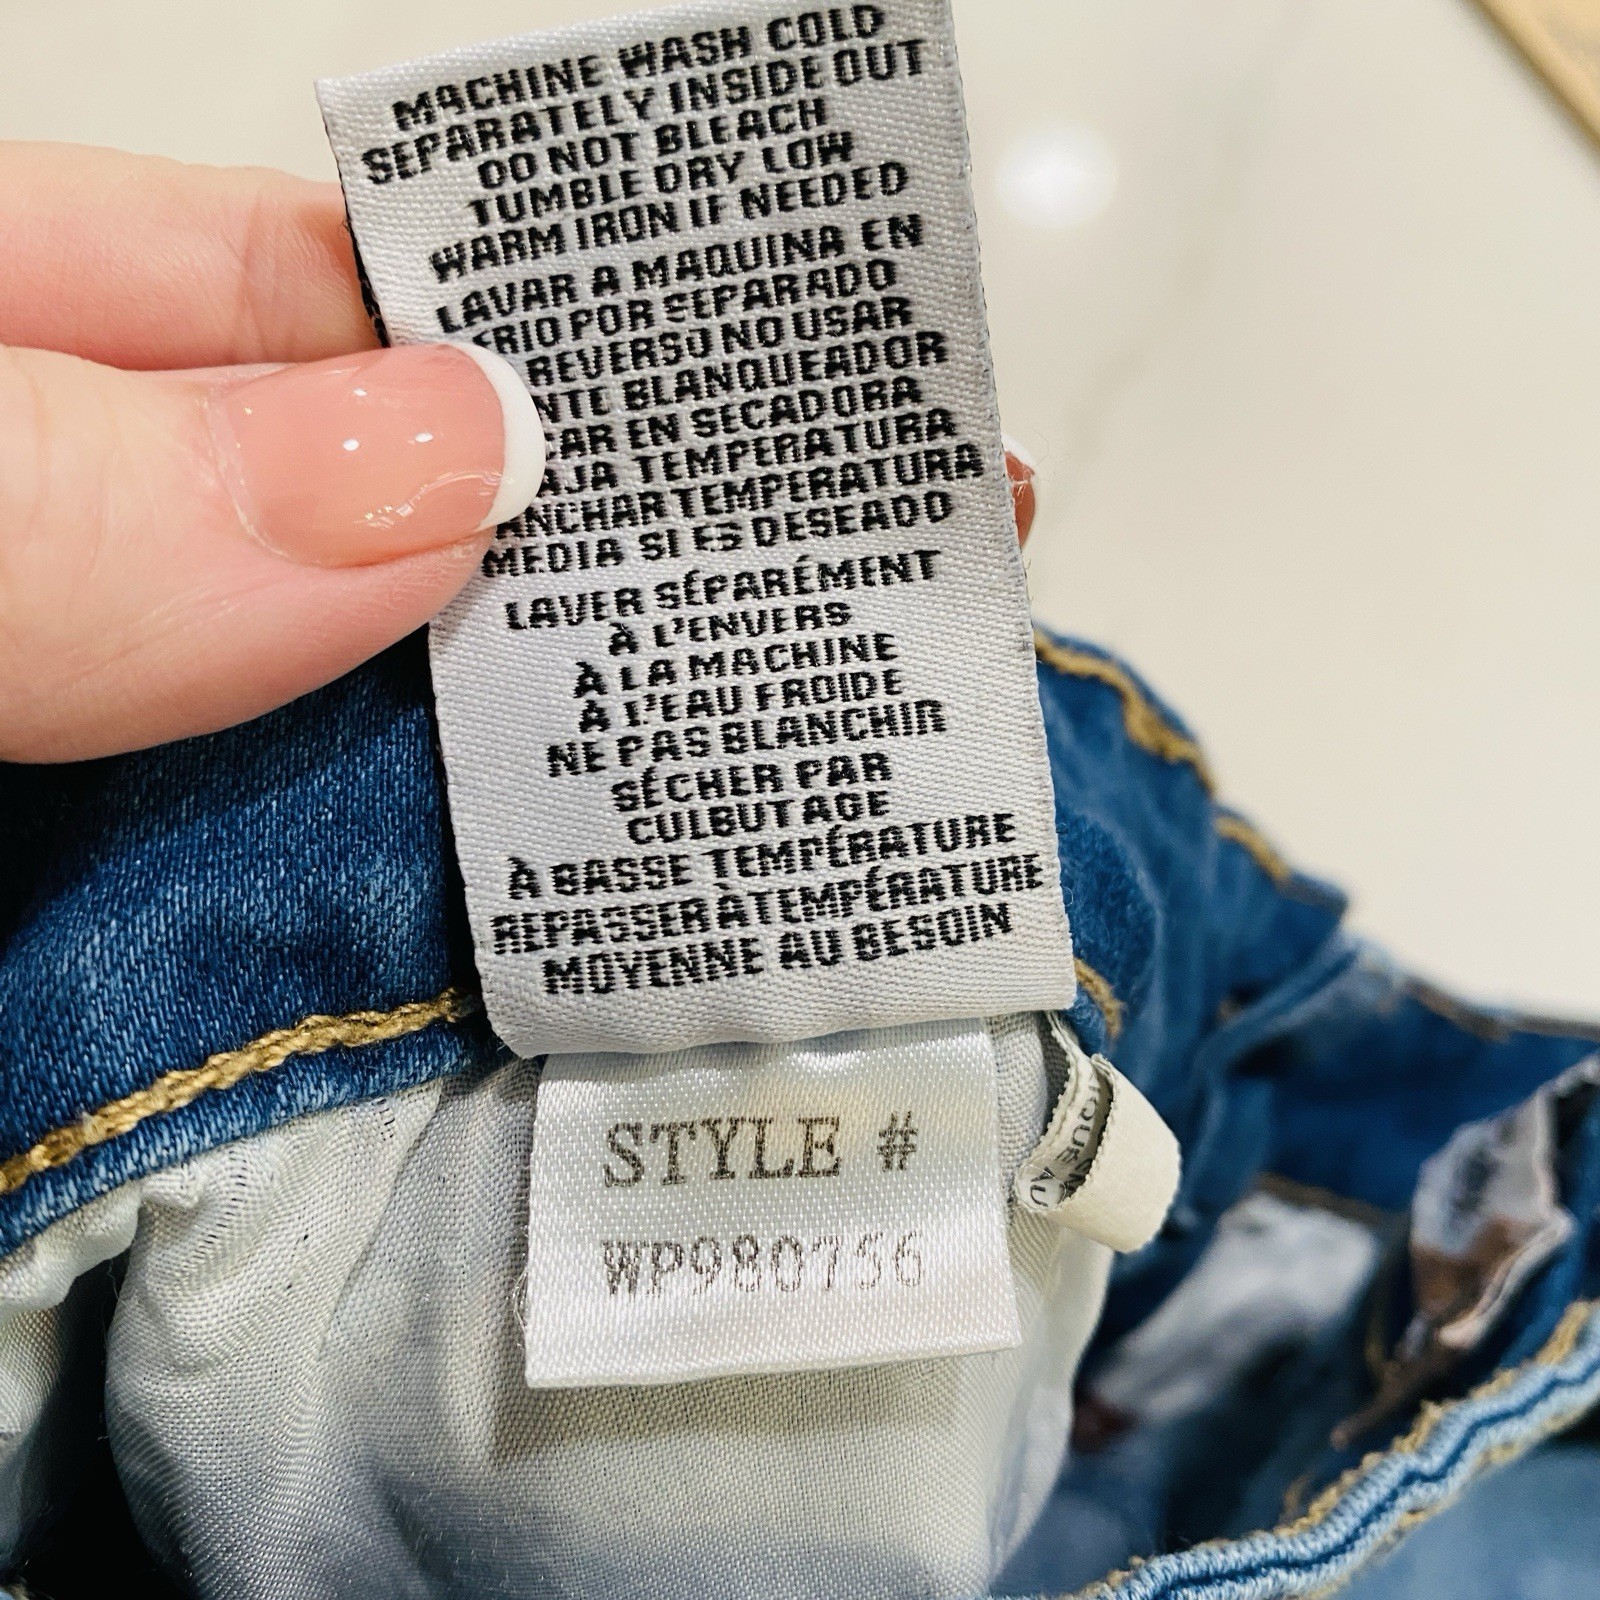 MACHINE WASH COLD
SEPARATELY INSIDE OUT
DO NOT BLEACH
TUMBLE DRY LOW
WARM IRON IF NEEDED
LAVAR A MAQUINA EN
FRIO POR SEPARADO
REVERSO NO USAR
BLANQUEADOR
EN SECADORA
TEMPERATURA
TEMPERATURA
MEDIA SI ES DESEADO
LAVER SÉPARÉMENT
À L'ENVERS
À LA MACHINE
À L'EAU FROIDE
NE PAS BLANCHIR
SÉCHER PAR
CULBUTAGE
À BASSE TEMPÉRATURE
REPASSER À TEMPÉRATURE
MOYENNE AU BESOIN
STYLE #
WP980756